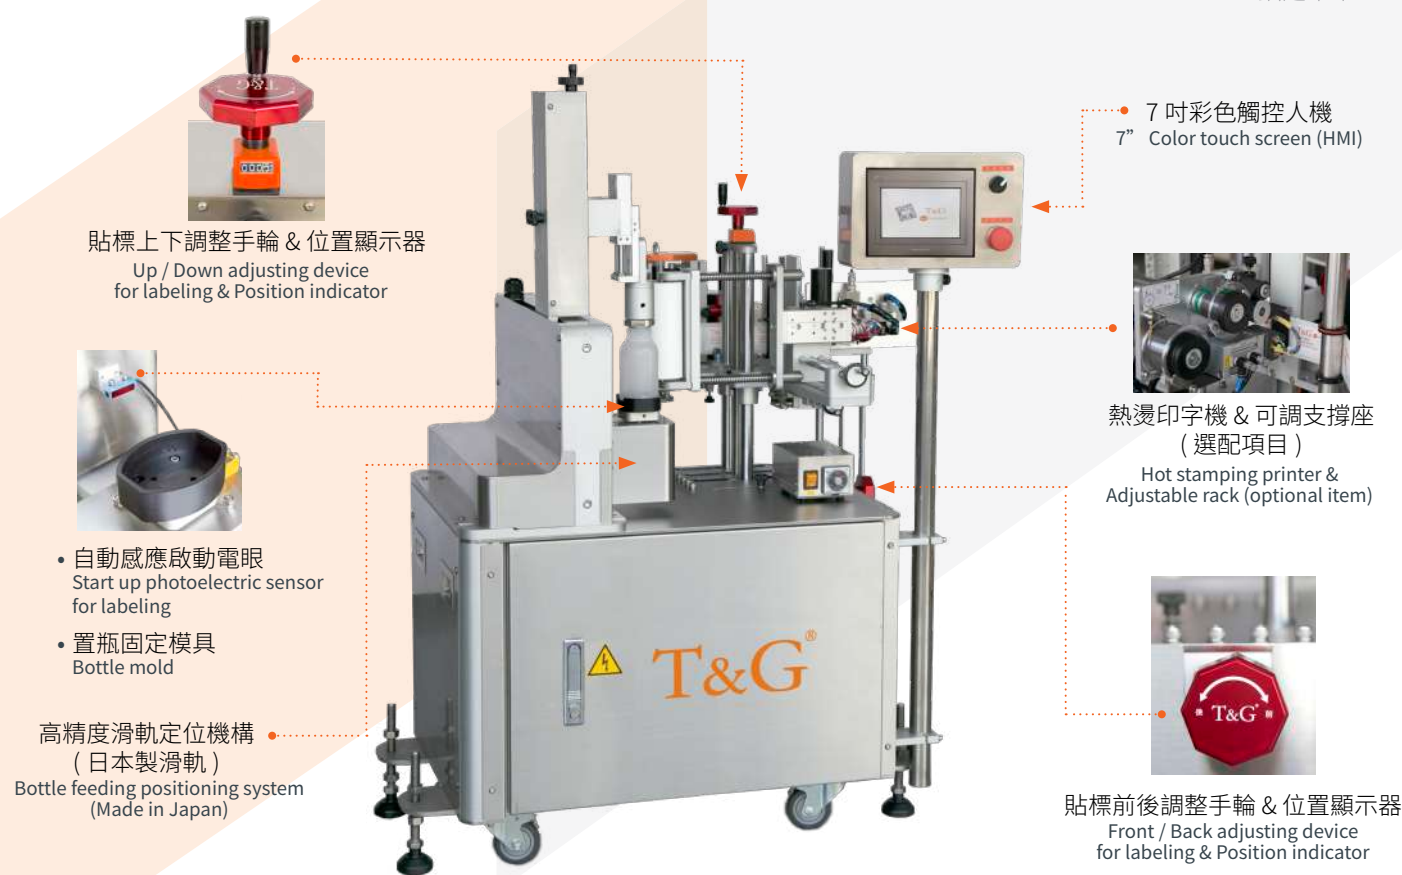 T&G
貼標上下調整手輪 & 位置顯示器
Up / Down adjusting device
for labeling & Position indicator
• 自動感應啟動電眼
Start up photoelectric sensor
for labeling
• 置瓶固定模具
Bottle mold
高精度滑軌定位機構
( 日本製滑軌 )
Bottle feeding positioning system
(Made in Japan)
T&G
T&G®
7 吋彩色觸控人機
7” Color touch screen (HMI)
T&G
熱燙印字機 & 可調支撐座
( 選配項目 )
Hot stamping printer &
Adjustable rack (optional item)
後 T&G® 前
貼標前後調整手輪 & 位置顯示器
Front / Back adjusting device
for labeling & Position indicator